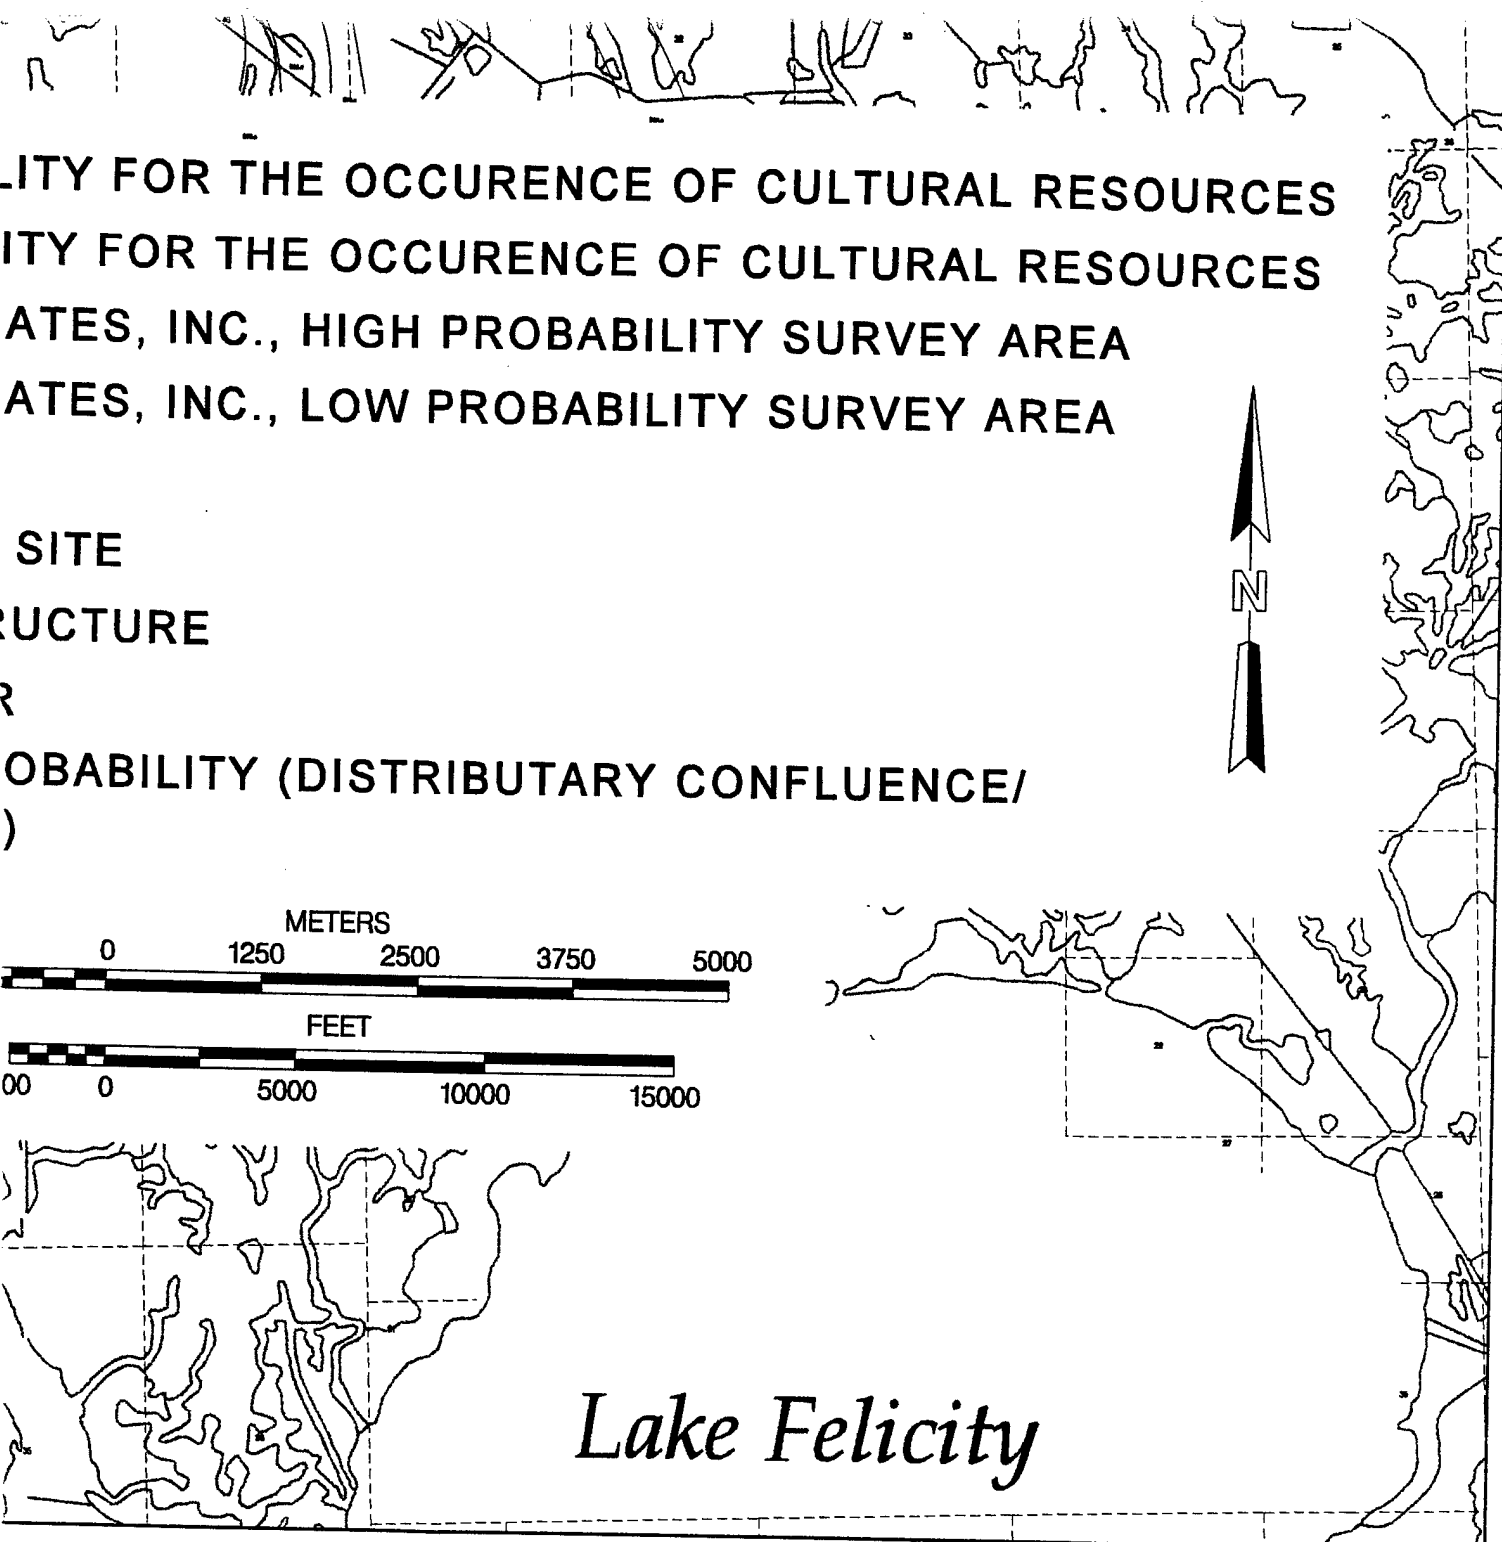 LITY FOR THE OCCURENCE OF CULTURAL RESOURCES
ITY FOR THE OCCURENCE OF CULTURAL RESOURCES
ATES, INC., HIGH PROBABILITY SURVEY AREA
ATES, INC., LOW PROBABILITY SURVEY AREA
SITE
RUCTURE
N
R
OBABILITY (DISTRIBUTARY CONFLUENCE/
)
METERS
0 1250 2500 3750 5000
FEET
00 0 5000 10000 15000
Lake Felicity